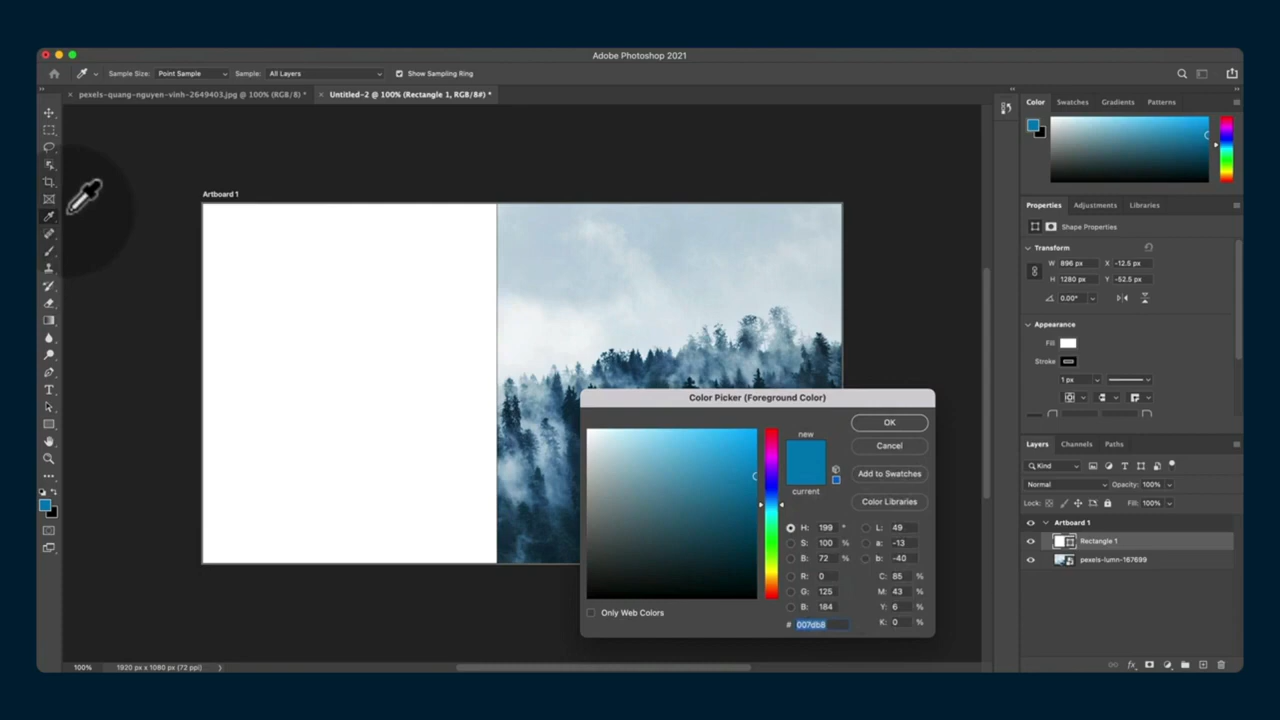 Adobe Photoshop 2021
Sample Size: Point Sample Sample: All Layers Show Sampling Ring
× pexels-quang-nguyen-vinh-2649403.jpg @ 100% (RGB/8) * × Untitled-2 @ 100% (Rectangle 1, RGB/8#) *
Color Swatches Gradients Patterns
Artboard 1
Properties Adjustments Libraries
Shape Properties
Transform
W 896 px X -12.5 px
H 1280 px Y -52.5 px
0.00°
Appearance
Fill
Stroke
1 px
Color Picker (Foreground Color)
new
current
OK
Cancel
Add to Swatches
Color Libraries
H: 199 ° L: 49
S: 100 % a: -13
B: 72 % b: -40
R: 0 C: 85 %
G: 125 M: 43 %
B: 184 Y: 6 %
# 007db8 K: 0 %
Only Web Colors
Layers Channels Paths
Kind
Normal Opacity: 100%
Lock: Fill: 100%
Artboard 1
Rectangle 1
pexels-lumn-167699
100% 1920 px x 1080 px (72 ppi)